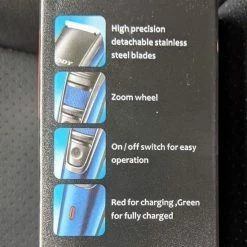 High precision
detachable stainless
steel blades
Zoom wheel
On / off switch for easy
operation
Red for charging ,Green
for fully charged